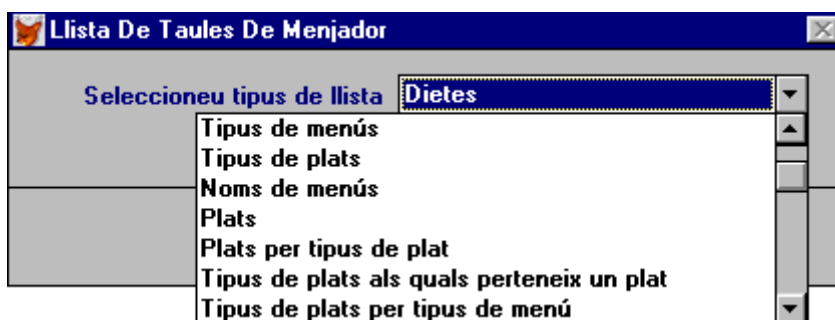 Llista De Taules De Menjador
Seleccioneu tipus de llista Dietes
Tipus de menús
Tipus de plats
Noms de menús
Plats
Plats per tipus de plat
Tipus de plats als quals perteneix un plat
Tipus de plats per tipus de menú